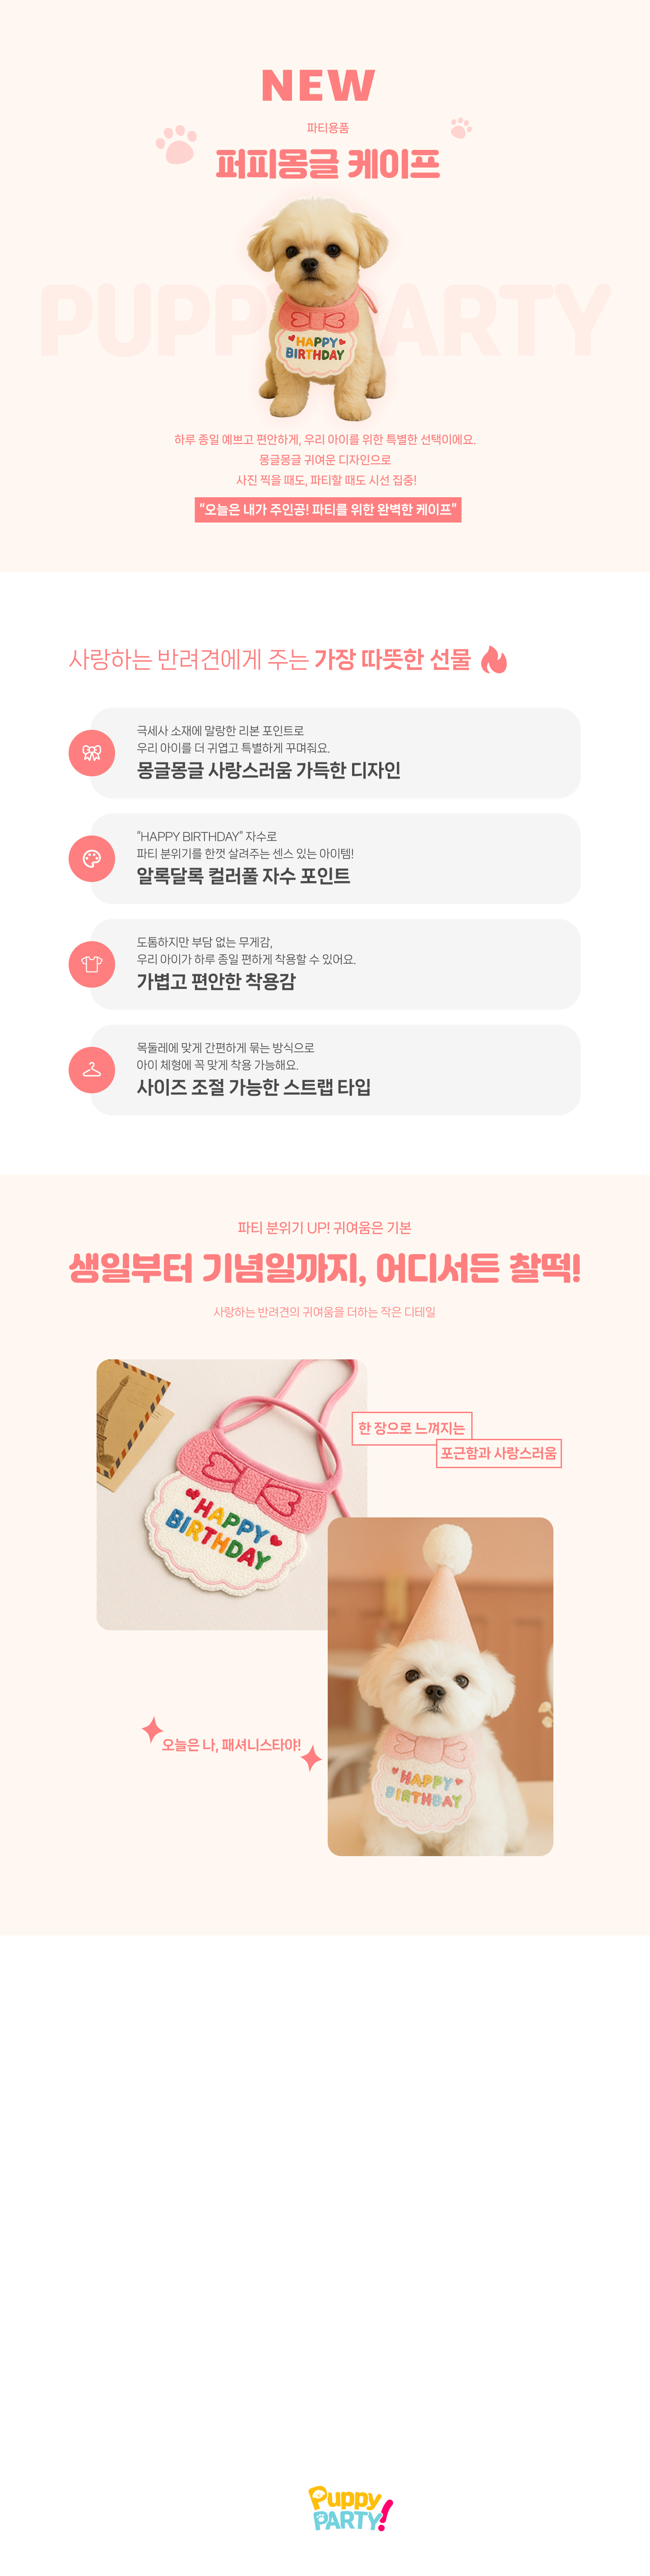 NEW
파티용품
퍼피몽글 케이프
PUPPY PARTY
HAPPY
BIRTHDAY
하루 종일 예쁘고 편안하게, 우리 아이를 위한 특별한 선택이에요.
몽글몽글 귀여운 디자인으로
사진 찍을 때도, 파티할 때도 시선 집중!
"오늘은 내가 주인공! 파티를 위한 완벽한 케이프"
사랑하는 반려견에게 주는 가장 따뜻한 선물
극세사 소재에 말랑한 리본 포인트로
우리 아이를 더 귀엽고 특별하게 꾸며줘요.
몽글몽글 사랑스러움 가득한 디자인
"HAPPY BIRTHDAY" 자수로
파티 분위기를 한껏 살려주는 센스 있는 아이템!
알록달록 컬러풀 자수 포인트
도톰하지만 부담 없는 무게감,
우리 아이가 하루 종일 편하게 착용할 수 있어요.
가볍고 편안한 착용감
목둘레에 맞게 간편하게 묶는 방식으로
아이 체형에 꼭 맞게 착용 가능해요.
사이즈 조절 가능한 스트랩 타입
파티 분위기 UP! 귀여움은 기본
생일부터 기념일까지, 어디서든 찰떡!
사랑하는 반려견의 귀여움을 더하는 작은 디테일
한 장으로 느껴지는
포근함과 사랑스러움
HAPPY
BIRTHDAY
오늘은 나, 패셔니스타야!
HAPPY
BIRTHBAY
Puppy
PARTY!